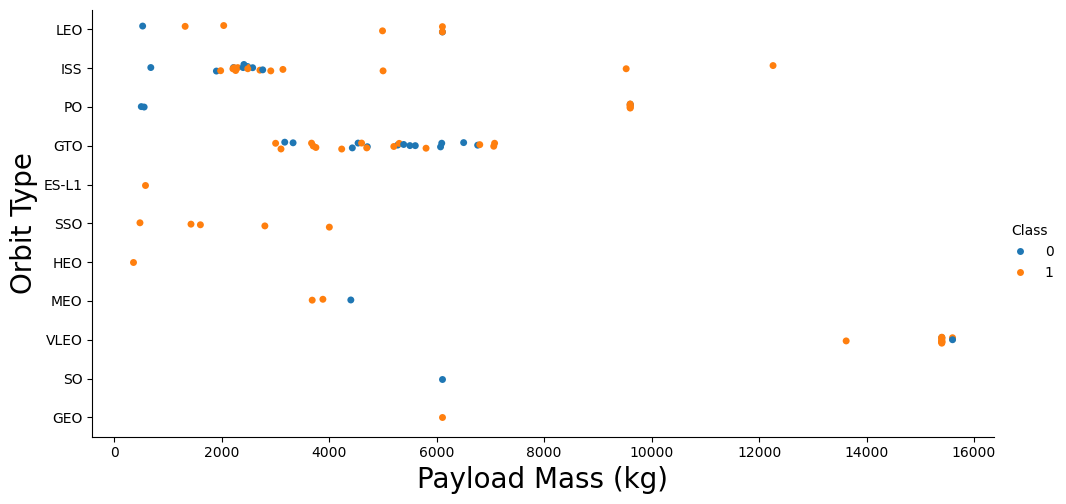 Orbit Type
LEO
ISS
PO
GTO
ES-L1
SSO
HEO
MEO
VLEO
SO
GEO
0 2000 4000 6000 8000 10000 12000 14000 16000
Payload Mass (kg)
Class
0
1